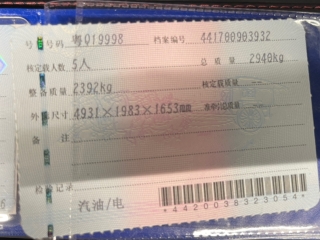 号牌号码 粤Q19998 档案编号 441700903932
核定载人数 5人 总质量 2940kg
整备质量 2392kg 核定载质量 --
外廓尺寸 4931×1983×1653mm 准牵引总质量 --
备注
检验记录
汽油/电
*4420038323054*